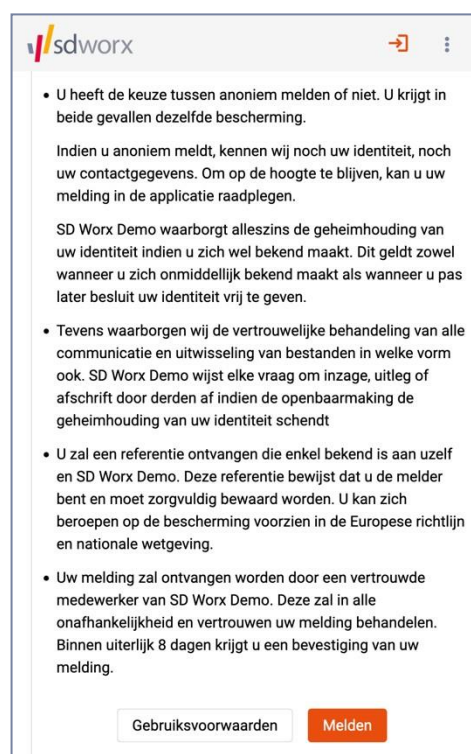 sdworx
• U heeft de keuze tussen anoniem melden of niet. U krijgt in
beide gevallen dezelfde bescherming.
Indien u anoniem meldt, kennen wij noch uw identiteit, noch
uw contactgegevens. Om op de hoogte te blijven, kan u uw
melding in de applicatie raadplegen.
SD Worx Demo waarborgt alleszins de geheimhouding van
uw identiteit indien u zich wel bekend maakt. Dit geldt zowel
wanneer u zich onmiddellijk bekend maakt als wanneer u pas
later besluit uw identiteit vrij te geven.
• Tevens waarborgen wij de vertrouwelijke behandeling van alle
communicatie en uitwisseling van bestanden in welke vorm
ook. SD Worx Demo wijst elke vraag om inzage, uitleg of
afschrift door derden af indien de openbaarmaking de
geheimhouding van uw identiteit schendt
• U zal een referentie ontvangen die enkel bekend is aan uzelf
en SD Worx Demo. Deze referentie bewijst dat u de melder
bent en moet zorgvuldig bewaard worden. U kan zich
beroepen op de bescherming voorzien in de Europese richtlijn
en nationale wetgeving.
• Uw melding zal ontvangen worden door een vertrouwde
medewerker van SD Worx Demo. Deze zal in alle
onafhankelijkheid en vertrouwen uw melding behandelen.
Binnen uiterlijk 8 dagen krijgt u een bevestiging van uw
melding.
Gebruiksvoorwaarden Melden